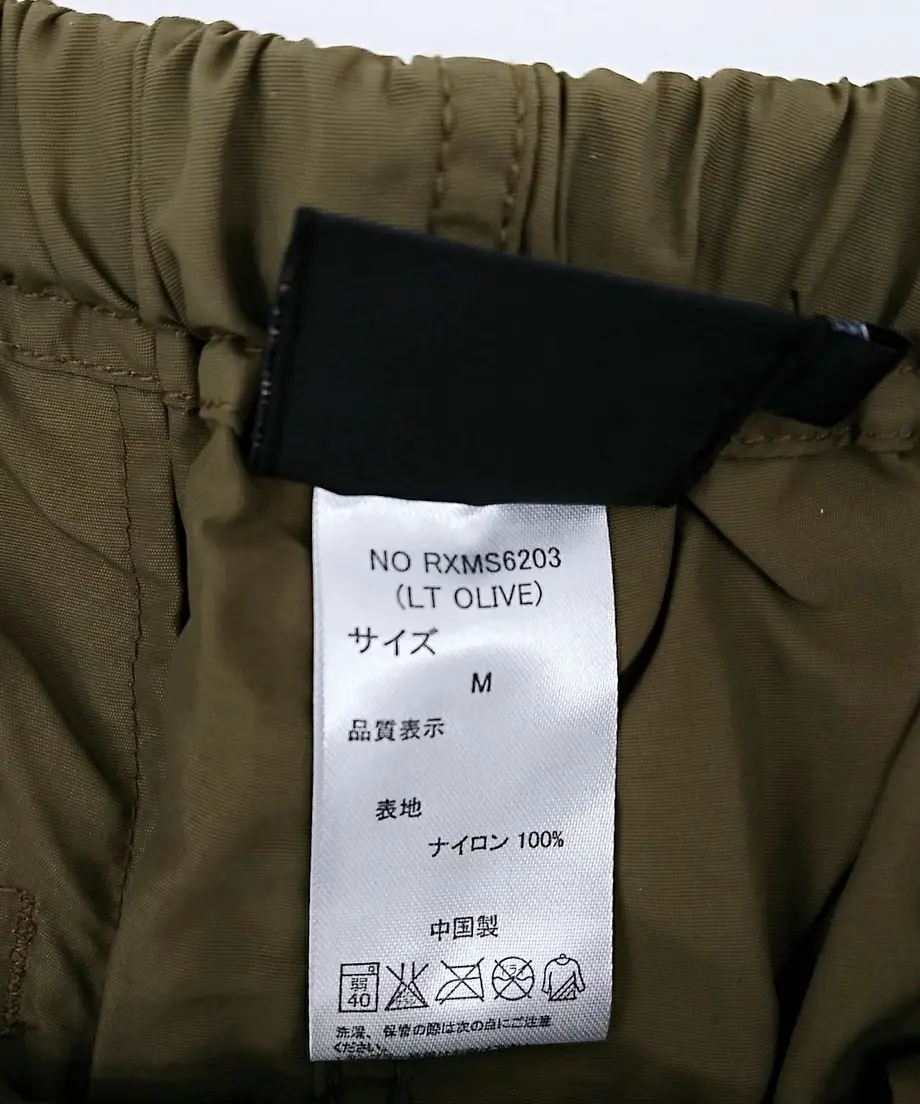 NO RXMS6203
(LT OLIVE)
サイズ
M
品質表示
表地
ナイロン 100%
中国製
弱
40
洗濯、保管の際は次の点にご注意
ください。